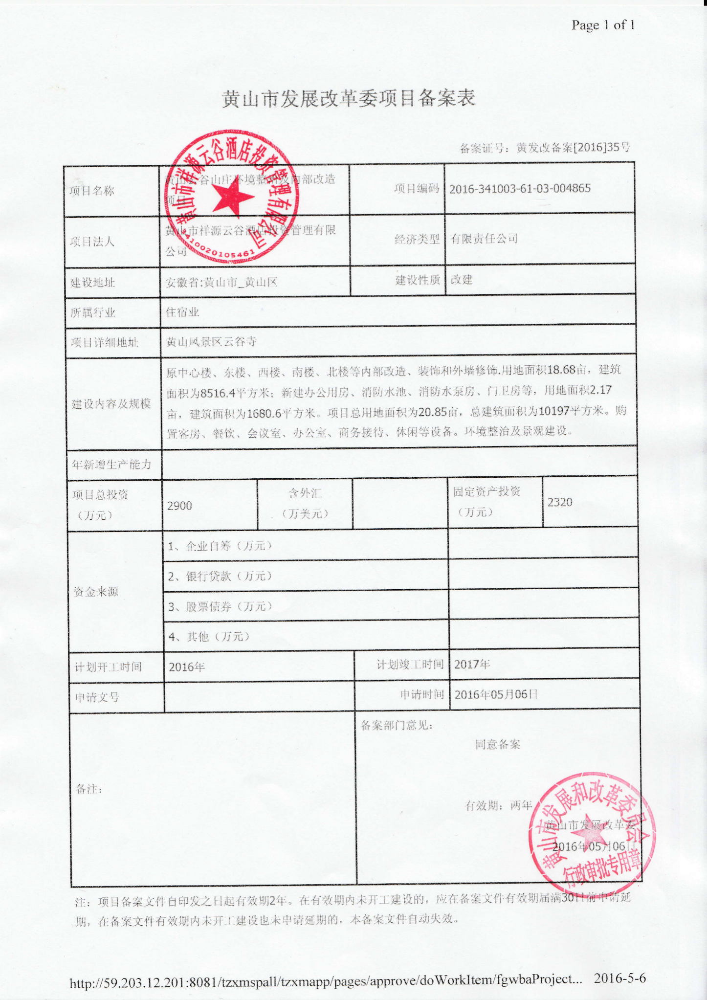 Page 1 of 1
黄山市发展改革委项目备案表
备案证号：黄发改备案[2016]35号
项目名称
黄山云谷山庄环境整治及内部改造
项目
项目编码
2016-341003-61-03-004865
项目法人
黄山市祥源云谷酒店投资管理有限
公司
经济类型
有限责任公司
黄山市祥源云谷酒店投资管理有限公司
3410020105461
建设地址
安徽省:黄山市_黄山区
建设性质
改建
所属行业
住宿业
项目详细地址
黄山风景区云谷寺
建设内容及规模
原中心楼、东楼、西楼、南楼、北楼等内部改造、装饰和外墙修饰.用地面积18.68亩，建筑
面积为8516.4平方米；新建办公用房、消防水池、消防水泵房、门卫房等，用地面积2.17
亩，建筑面积为1680.6平方米。项目总用地面积为20.85亩，总建筑面积为10197平方米。购
置客房、餐饮、会议室、办公室、商务接待、休闲等设备。环境整治及景观建设。
年新增生产能力
项目总投资
（万元）
2900
含外汇
（万美元）
固定资产投资
（万元）
2320
资金来源
1、企业自筹（万元）
2、银行贷款（万元）
3、股票债券（万元）
4、其他（万元）
计划开工时间
2016年
计划竣工时间
2017年
申请文号
申请时间
2016年05月06日
备注：
备案部门意见：
同意备案
有效期：两年
黄山市发展改革委
2016年05月06日
黄山市发展和改革委员会
行政审批专用章
注：项目备案文件自印发之日起有效期2年。在有效期内未开工建设的，应在备案文件有效期届满30日前申请延
期，在备案文件有效期内未开工建设也未申请延期的，本备案文件自动失效。
http://59.203.12.201:8081/tzxmspall/tzxmapp/pages/approve/doWorkItem/fgwbaProject... 2016-5-6